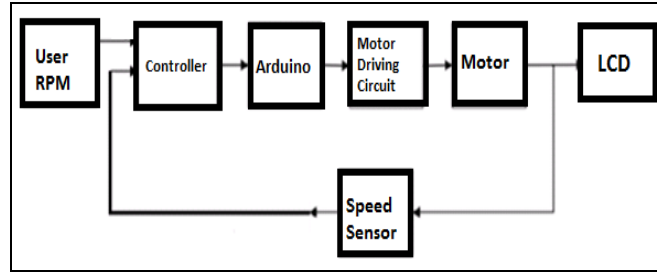 User
RPM
Controller
Arduino
Motor
Driving
Circuit
Motor
LCD
Speed
Sensor